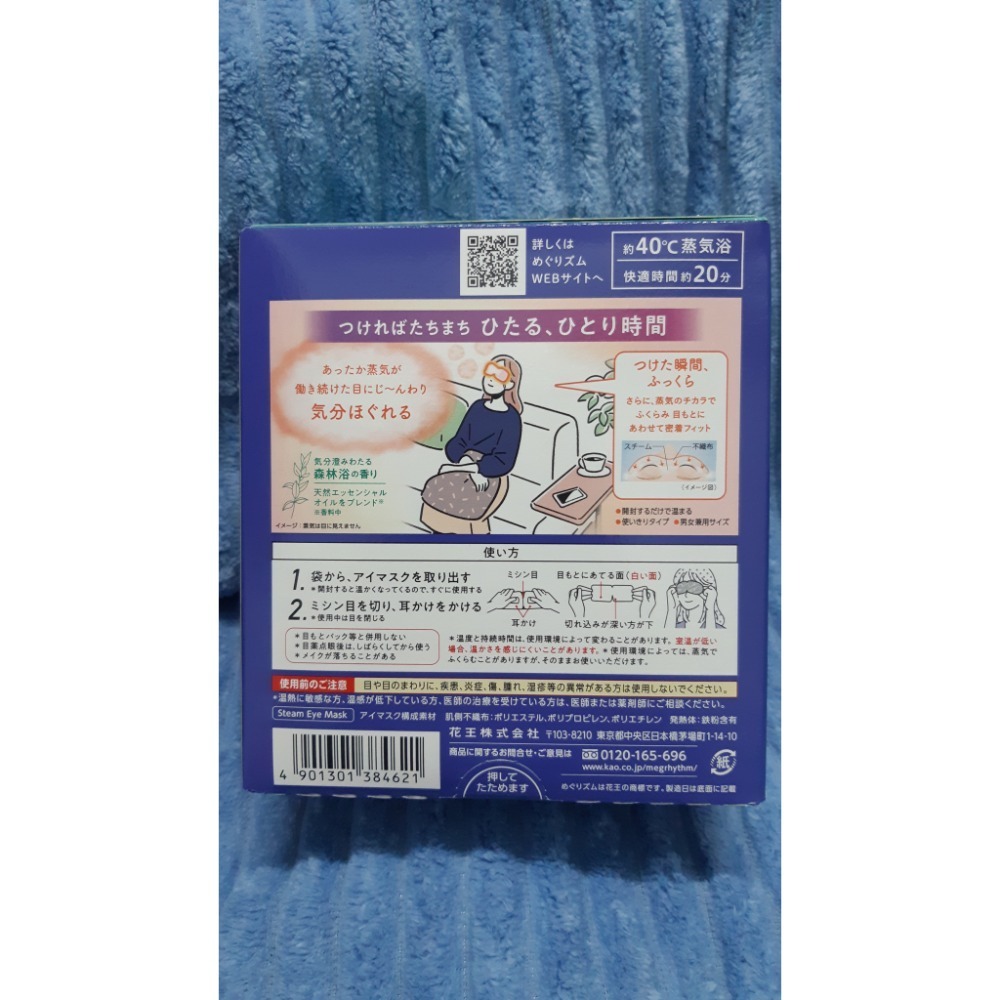 詳しくは
めぐりズム
WEBサイトへ
約40℃蒸気浴
快適時間約20分
つければたちまち ひたる、ひとり時間
あったか蒸気が
働き続けた目にじ〜んわり
気分ほぐれる
気分澄みわたる
森林浴の香り
天然エッセンシャル
オイルをブレンド※
※香料中
イメージ:蒸気は目に見えません
つけた瞬間、
ふっくら
さらに、蒸気のチカラで
ふくらみ 目もとに
あわせて密着フィット
スチーム 不織布
(イメージ図)
●開封するだけで温まる
●使いきりタイプ ●男女兼用サイズ
使い方
1. 袋から、アイマスクを取り出す
＊開封すると温かくなってくるので、すぐに使用する
2. ミシン目を切り、耳かけをかける
＊使用中は目を閉じる
ミシン目
耳かけ
目もとにあてる面(白い面)
切れ込みが深い方が下
＊目もとパック等と併用しない
＊目薬点眼後は、しばらくしてから使う
＊メイクが落ちることがある
＊温度と持続時間は、使用環境によって変わることがあります。室温が低い
場合、温かさを感じにくいことがあります。＊使用環境によっては、蒸気で
ふくらむことがありますが、そのままお使いいただけます。
使用前のご注意 目や目のまわりに、疾患、炎症、傷、腫れ、湿疹等の異常がある方は使用しないでください。
＊温熱に敏感な方、温感が低下している方、医師の治療を受けている方は、医師または薬剤師にご相談ください。
Steam Eye Mask アイマスク構成素材 肌側不織布:ポリエステル、ポリプロピレン、ポリエチレン 発熱体:鉄粉含有
花王株式会社 〒103-8210 東京都中央区日本橋茅場町1-14-10
商品に関するお問合せ・ご意見は 0120-165-696
www.kao.co.jp/megrhythm/
紙
4 901301 384621
押して
たためます
めぐりズムは花王の商標です。製造日は底面に記載